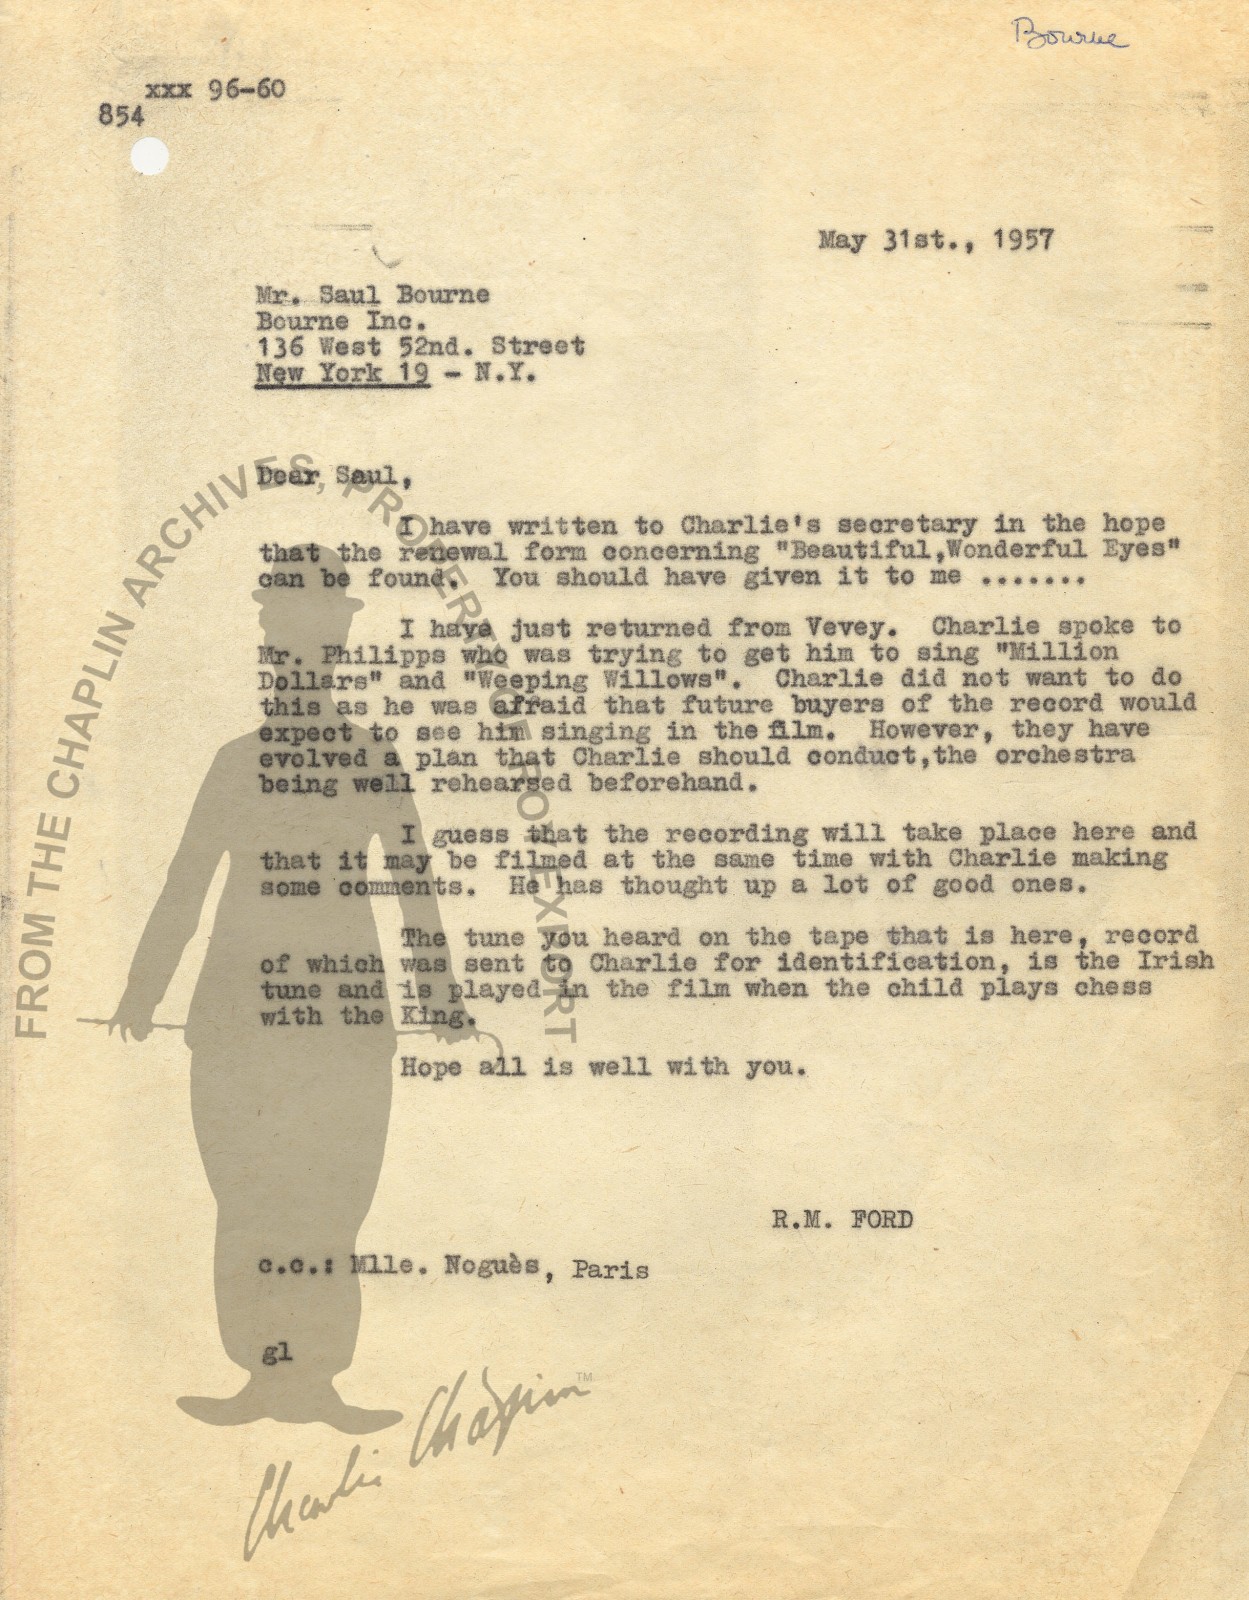 Bourne
xxx 96-60
854
May 31st., 1957
Mr. Saul Bourne
Bourne Inc.
136 West 52nd. Street
New York 19 - N.Y.
Dear Saul,
I have written to Charlie's secretary in the hope
that the renewal form concerning "Beautiful,Wonderful Eyes"
can be found. You should have given it to me .......
I have just returned from Vevey. Charlie spoke to
Mr. Philipps who was trying to get him to sing "Million
Dollars" and "Weeping Willows". Charlie did not want to do
this as he was afraid that future buyers of the record would
expect to see him singing in the film. However, they have
evolved a plan that Charlie should conduct,the orchestra
being well rehearsed beforehand.
I guess that the recording will take place here and
that it may be filmed at the same time with Charlie making
some comments. He has thought up a lot of good ones.
The tune you heard on the tape that is here, record
of which was sent to Charlie for identification, is the Irish
tune and is played in the film when the child plays chess
with the King.
Hope all is well with you.
R.M. FORD
c.c.: Mlle. Noguès, Paris
gl
FROM THE CHAPLIN ARCHIVES, PROPERTY OF ROY EXPORT
Charlie Chaplin TM